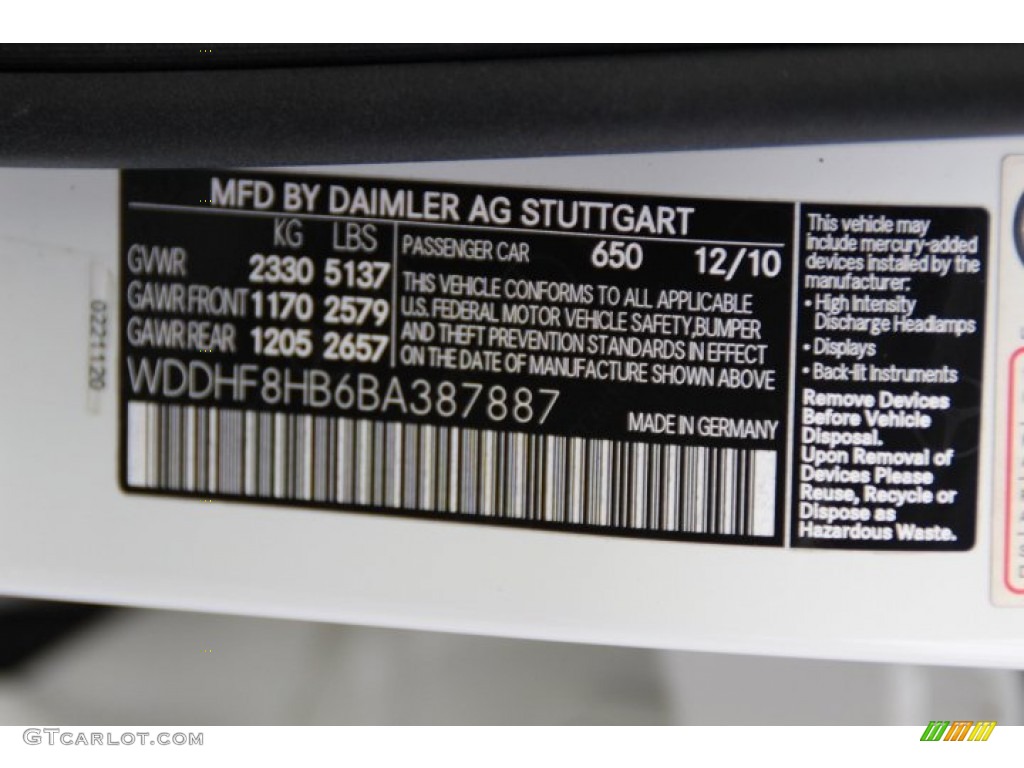 MFD BY DAIMLER AG STUTTGART
KG LBS
GVWR 2330 5137
GAWR FRONT 1170 2579
GAWR REAR 1205 2657
PASSENGER CAR 650 12/10
THIS VEHICLE CONFORMS TO ALL APPLICABLE
U.S. FEDERAL MOTOR VEHICLE SAFETY,BUMPER
AND THEFT PREVENTION STANDARDS IN EFFECT
ON THE DATE OF MANUFACTURE SHOWN ABOVE
WDDHF8HB6BA387887
MADE IN GERMANY
This vehicle may
include mercury-added
devices installed by the
manufacturer:
• High Intensity
Discharge Headlamps
• Displays
• Back-lit Instruments
Remove Devices
Before Vehicle
Disposal.
Upon Removal of
Devices Please
Reuse, Recycle or
Dispose as
Hazardous Waste.
0221120
GTCARLOT.COM